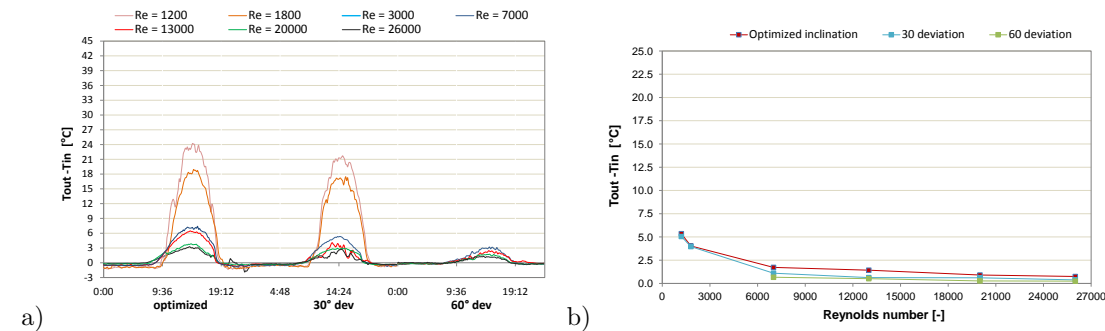 Re = 1200 Re = 1800 Re = 3000 Re = 7000
Re = 13000 Re = 20000 Re = 26000
Tout -Tin [°C]
45
42
39
36
33
30
27
24
21
18
15
12
9
6
3
0
-3
0:00 9:36 19:12 4:48 14:24 0:00 9:36 19:12
optimized 30° dev 60° dev
a)
Optimized inclination 30 deviation 60 deviation
Tout -Tin [°C]
25.0
22.5
20.0
17.5
15.0
12.5
10.0
7.5
5.0
2.5
0.0
0 3000 6000 9000 12000 15000 18000 21000 24000 27000
Reynolds number [-]
b)